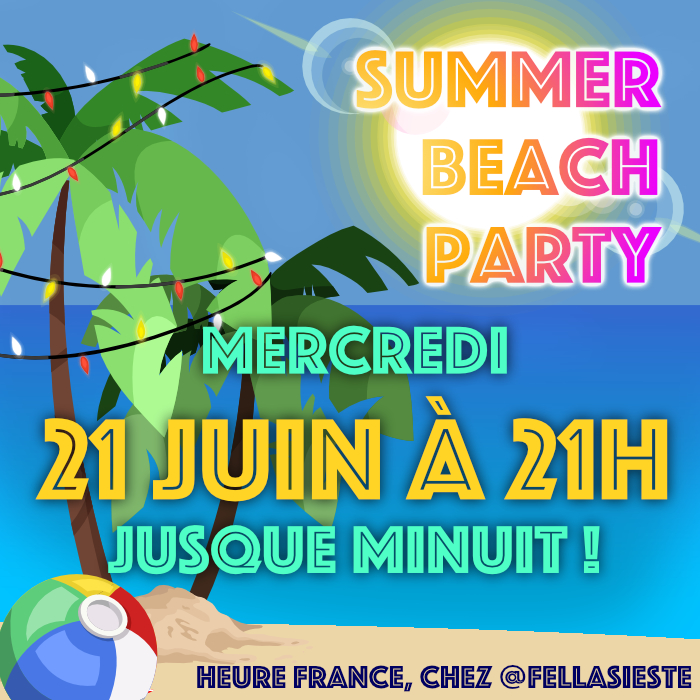 SUMMER
BEACH
PARTY
MERCREDI
21 JUIN À 21H
JUSQUE MINUIT !
HEURE FRANCE, CHEZ @FELLASIESTE